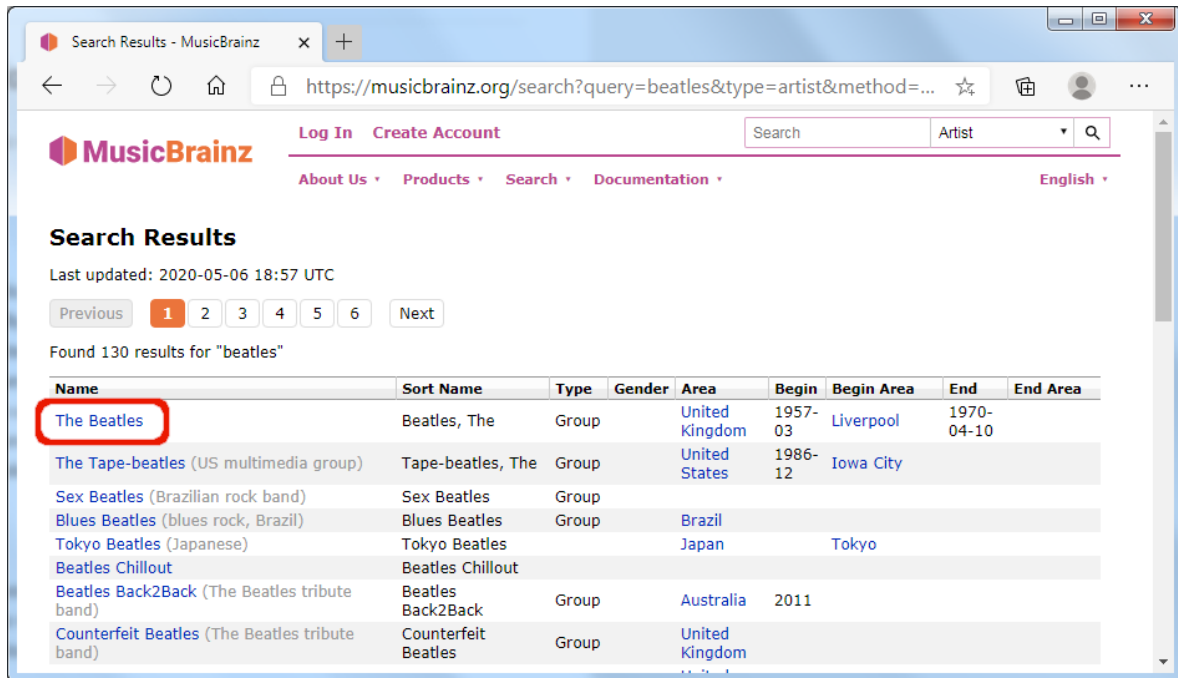 Search Results - MusicBrainz
https://musicbrainz.org/search?query=beatles&type=artist&method=...
MusicBrainz
Log In Create Account
Search Artist
About Us Products Search Documentation English
Search Results
Last updated: 2020-05-06 18:57 UTC
Previous 1 2 3 4 5 6 Next
Found 130 results for "beatles"
Name Sort Name Type Gender Area Begin Begin Area End End Area
The Beatles Beatles, The Group United Kingdom 1957-03 Liverpool 1970-04-10
The Tape-beatles (US multimedia group) Tape-beatles, The Group United States 1986-12 Iowa City
Sex Beatles (Brazilian rock band) Sex Beatles Group
Blues Beatles (blues rock, Brazil) Blues Beatles Group Brazil
Tokyo Beatles (Japanese) Tokyo Beatles Japan Tokyo
Beatles Chillout Beatles Chillout
Beatles Back2Back (The Beatles tribute band) Beatles Back2Back Group Australia 2011
Counterfeit Beatles (The Beatles tribute band) Counterfeit Beatles Group United Kingdom